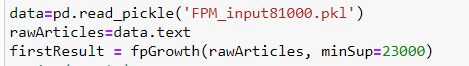 data=pd.read_pickle('FPM_input81000.pkl')
rawArticles=data.text
firstResult = fpGrowth(rawArticles, minSup=23000)